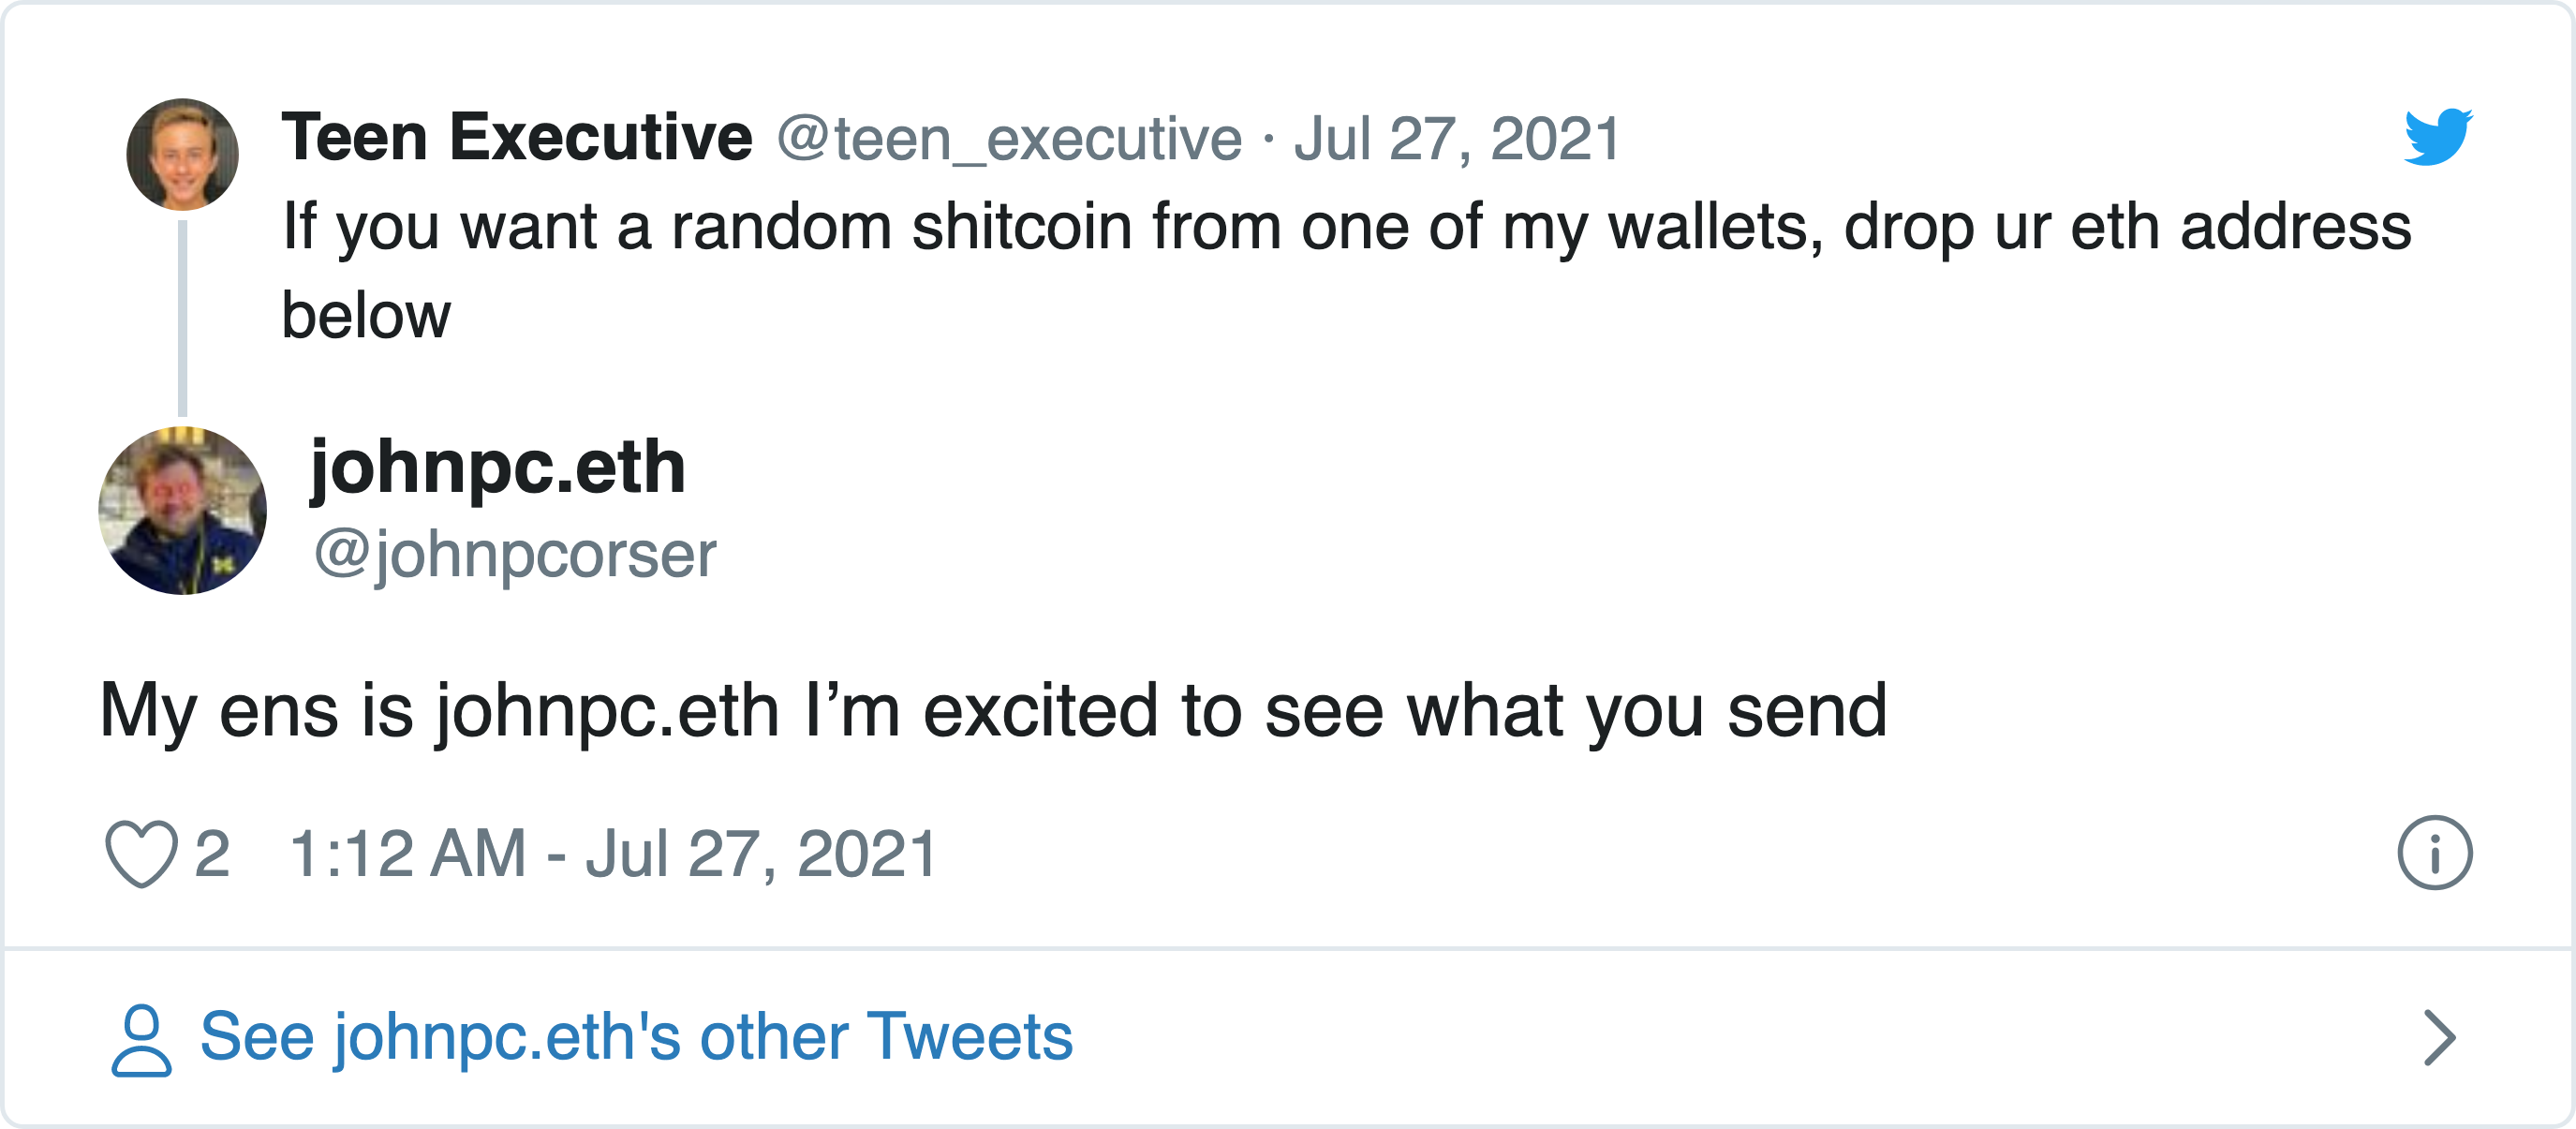 Teen Executive @teen_executive · Jul 27, 2021
If you want a random shitcoin from one of my wallets, drop ur eth address
below
johnpc.eth
@johnpcorser
My ens is johnpc.eth I’m excited to see what you send
2 1:12 AM - Jul 27, 2021
See johnpc.eth's other Tweets